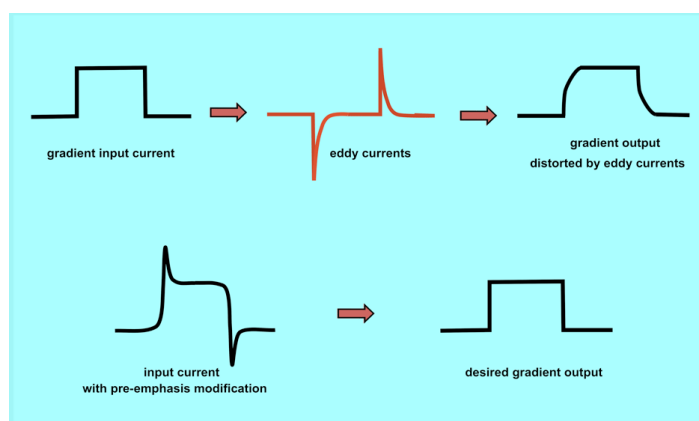 gradient input current
eddy currents
gradient output
distorted by eddy currents
input current
with pre-emphasis modification
desired gradient output